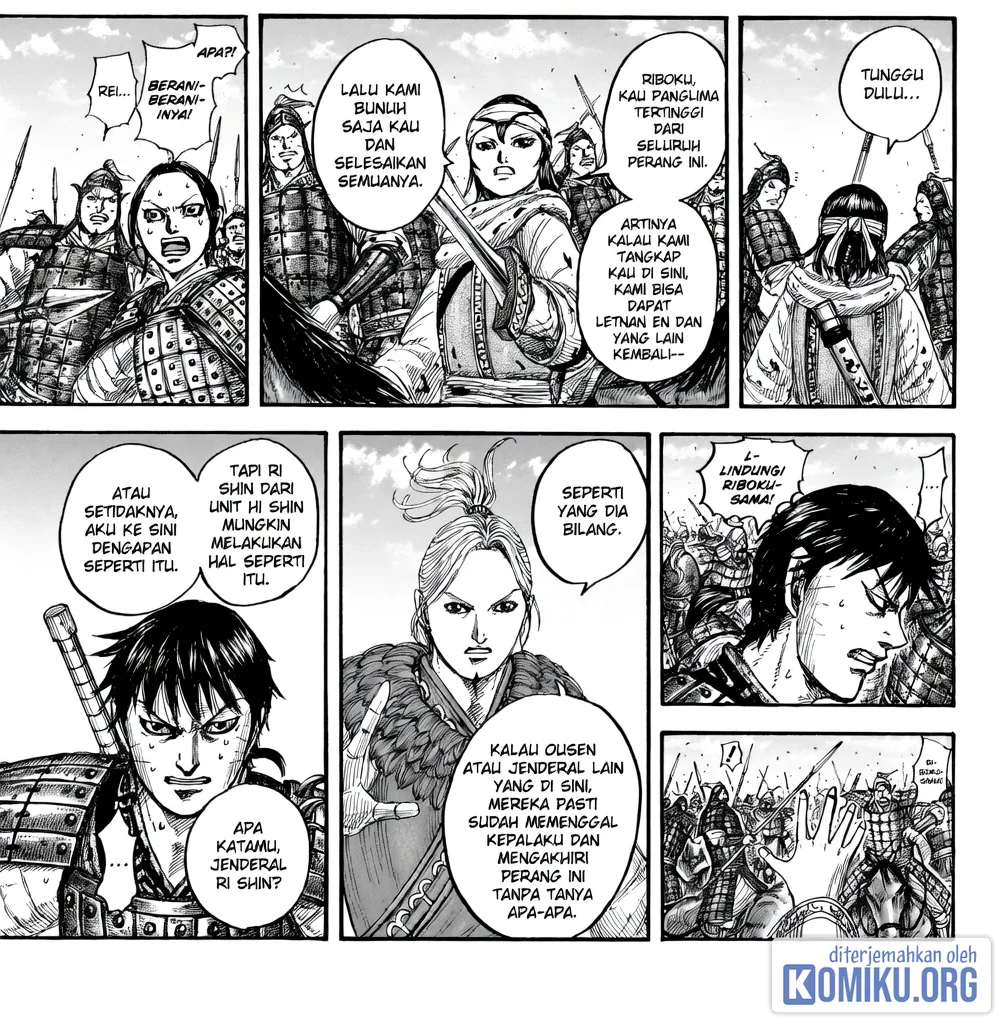 TUNGGU
DULU...
RIBOKU,
KAU PANGLIMA
TERTINGGI
DARI
SELLURUH
PERANG INI.
ARTINYA
KALAU KAMI
TANGKAP
KAU DI SINI,
KAMI BISA
DAPAT
LETNAN EN DAN
YANG LAIN
KEMBALI--
LALU KAMI
BUNUH
SAJA KAU
DAN
SELESAIKAN
SEMUANYA.
APA?!
BERANI-
BERANI-
INYA!
REI...
...
L-
LINDUNGI
RIBOKU-
SAMA!
!
SEPERTI
YANG DIA
BILANG.
KALAU OUSEN
ATAU JENDERAL LAIN
YANG DI SINI,
MEREKA PASTI
SUDAH MEMENGGAL
KEPALAKU DAN
MENGAKHIRI
PERANG INI
TANPA TANYA
APA-APA.
TAPI RI
SHIN DARI
UNIT HI SHIN
MUNGKIN
MELAKUKAN
HAL SEPERTI
ITU.
ATAU
SETIDAKNYA,
AKU KE SINI
DENGAPAN
SEPERTI ITU.
APA
KATAMU,
JENDERAL
RI SHIN?
...
diterjemahkan oleh
KOMIKU.ORG